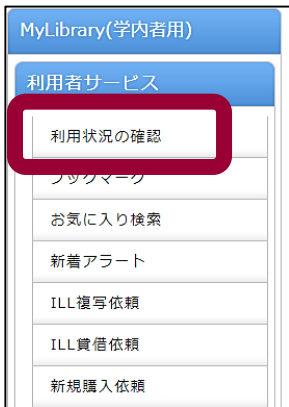 MyLibrary(学内者用)
利用者サービス
利用状況の確認
ブックマーク
お気に入り検索
新着アラート
ILL複写依頼
ILL貸借依頼
新規購入依頼